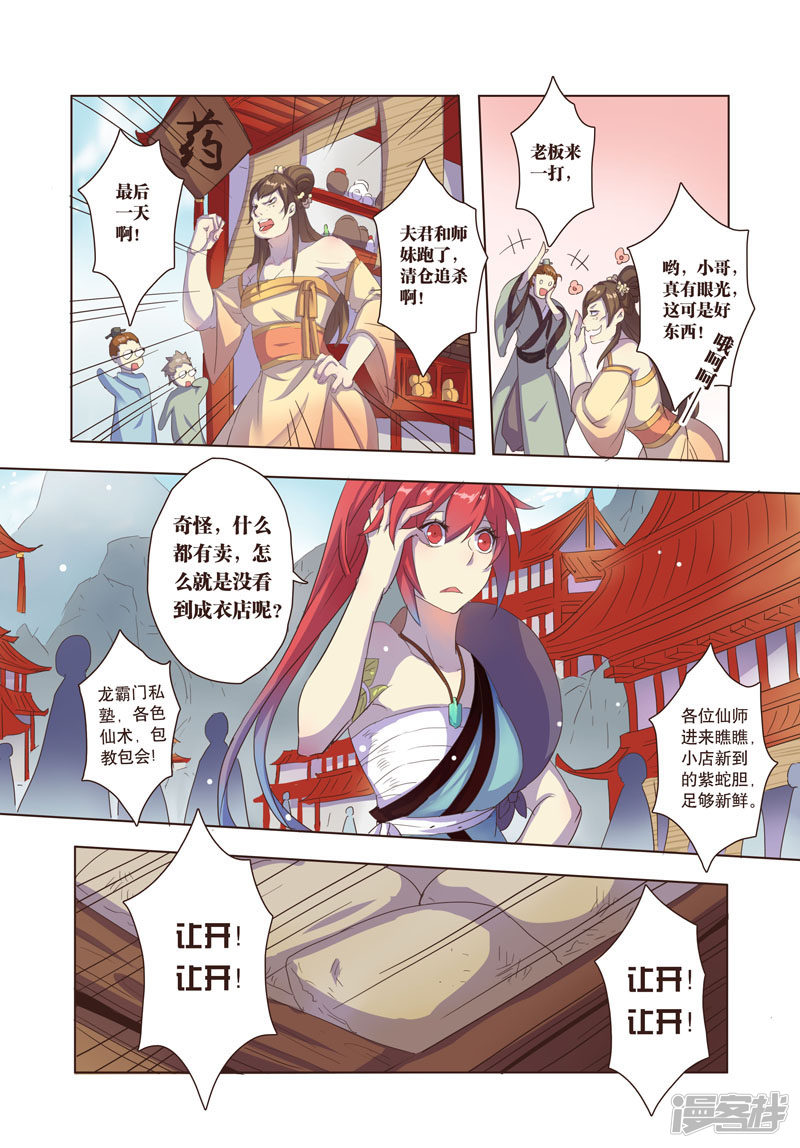 药
最后
一天
啊！
夫君和师
妹跑了，
清仓追杀
啊！
老板来
一打，
哟，小哥，
真有眼光，
这可是好
东西！
哦呵呵
奇怪，什么
都有卖，怎
么就是没看
到成衣店呢？
龙霸门私
塾，各色
仙术，包
教包会！
各位仙师
进来瞧瞧，
小店新到
的紫蛇胆，
足够新鲜。
让开！
让开！
让开！
让开！
漫客栈